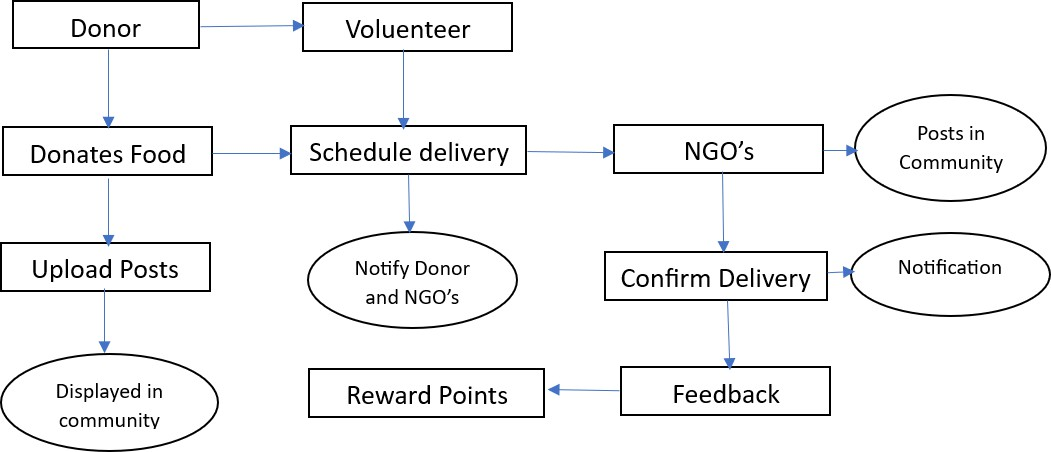 Donor
Voluenteer
Donates Food
Schedule delivery
NGO’s
Posts in
Community
Upload Posts
Notify Donor
and NGO’s
Confirm Delivery
Notification
Displayed in
community
Reward Points
Feedback